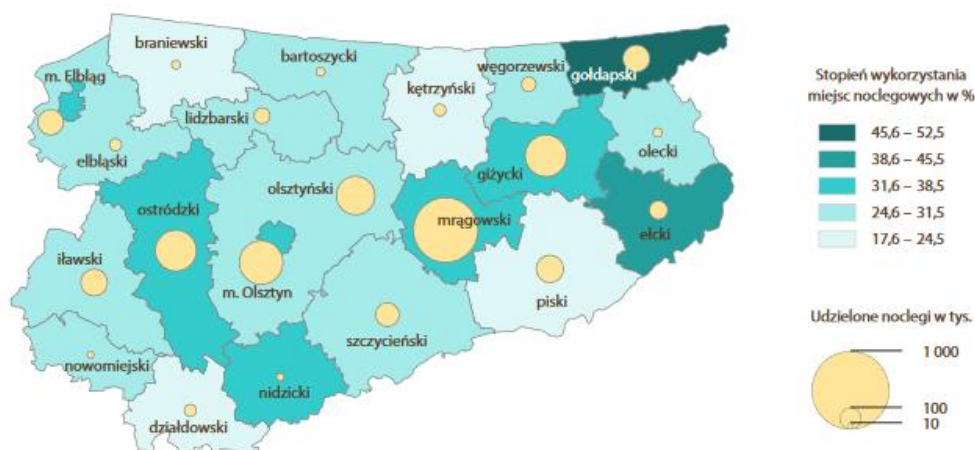 braniewski
bartoszycki
m. Elbląg
węgorzewski
gołdapski
kętrzyński
lidzbarski
olecki
elbląski
giżycki
olsztyński
ostródzki
mrągowski
ełcki
iławski
m. Olsztyn
piski
szczycieński
nowomiejski
nidzicki
działdowski
Stopień wykorzystania
miejsc noclegowych w %
45,6 – 52,5
38,6 – 45,5
31,6 – 38,5
24,6 – 31,5
17,6 – 24,5
Udzielone noclegi w tys.
1 000
100
10